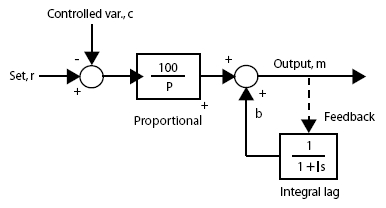 Controlled var., c
-
+
Set, r
100
P
Proportional
+
+
+
Output, m
b
Feedback
1
1+Is
Integral lag